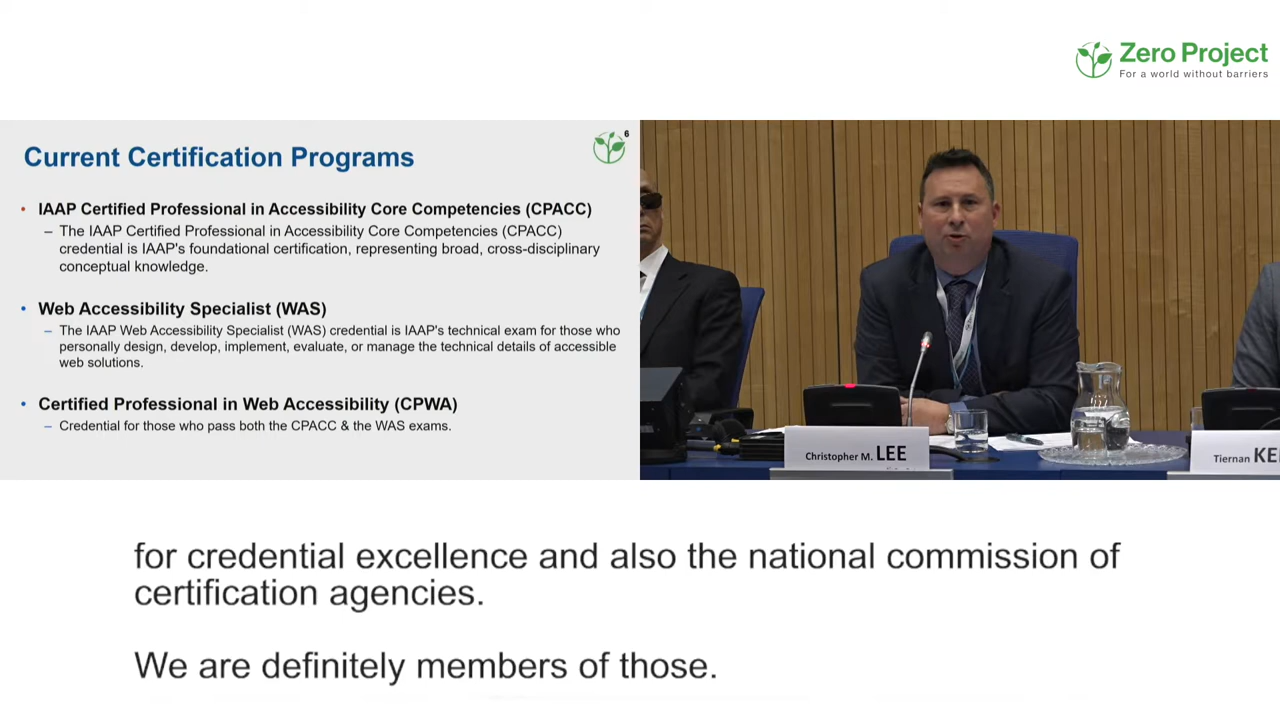 Zero Project
For a world without barriers
6
Current Certification Programs
• IAAP Certified Professional in Accessibility Core Competencies (CPACC)
– The IAAP Certified Professional in Accessibility Core Competencies (CPACC)
credential is IAAP's foundational certification, representing broad, cross-disciplinary
conceptual knowledge.
• Web Accessibility Specialist (WAS)
– The IAAP Web Accessibility Specialist (WAS) credential is IAAP's technical exam for those who
personally design, develop, implement, evaluate, or manage the technical details of accessible
web solutions.
• Certified Professional in Web Accessibility (CPWA)
– Credential for those who pass both the CPACC & the WAS exams.
Christopher M. LEE
Tiernan
for credential excellence and also the national commission of
certification agencies.
We are definitely members of those.